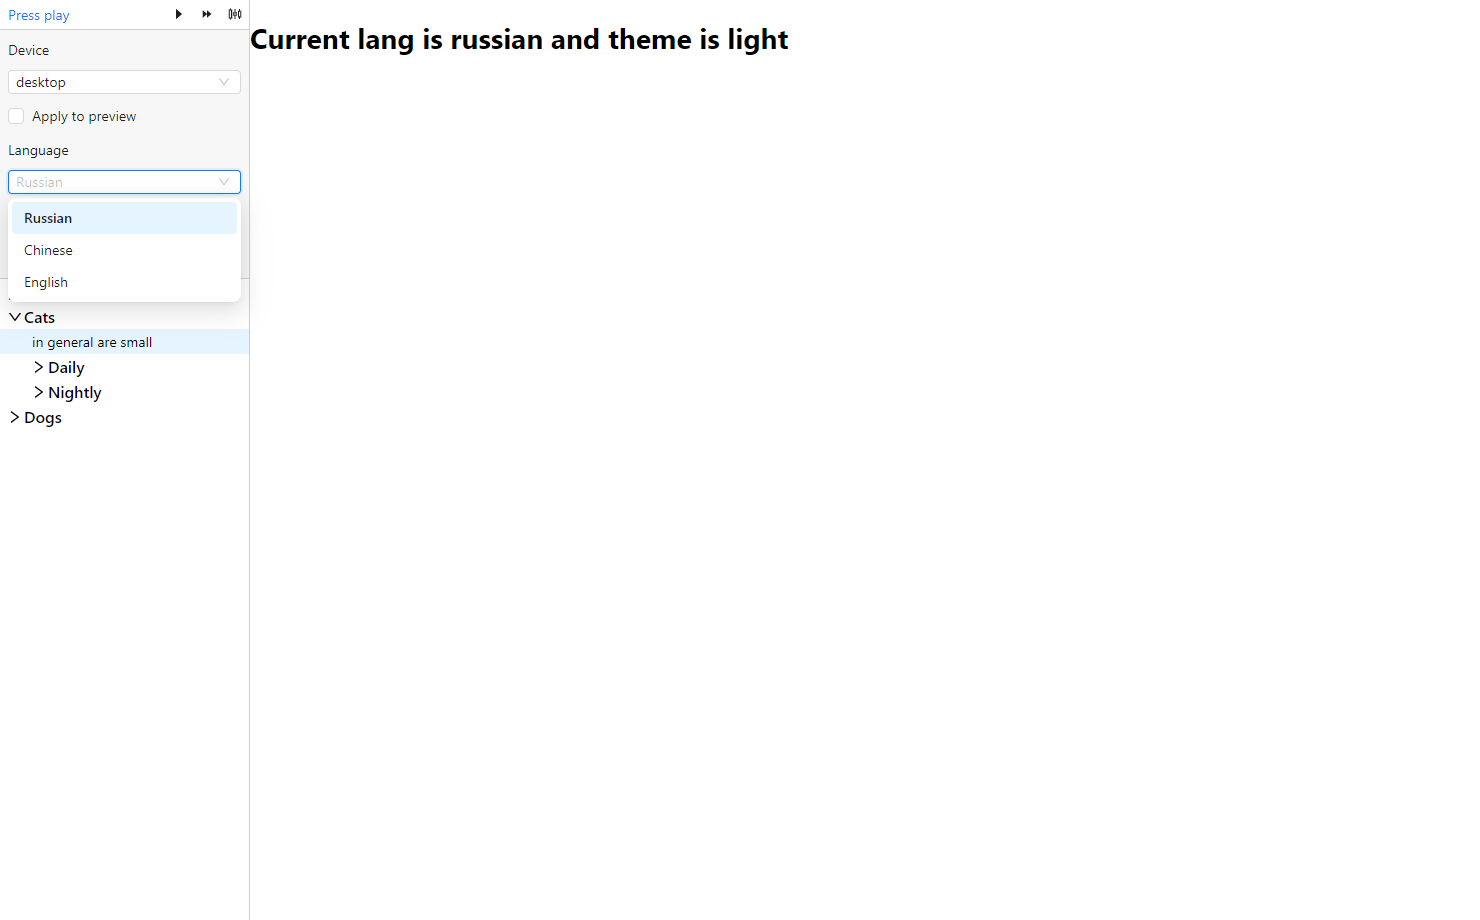 Press play
Current lang is russian and theme is light
Device
desktop
Apply to preview
Language
Russian
Russian
Chinese
English
Cats
in general are small
Daily
Nightly
Dogs